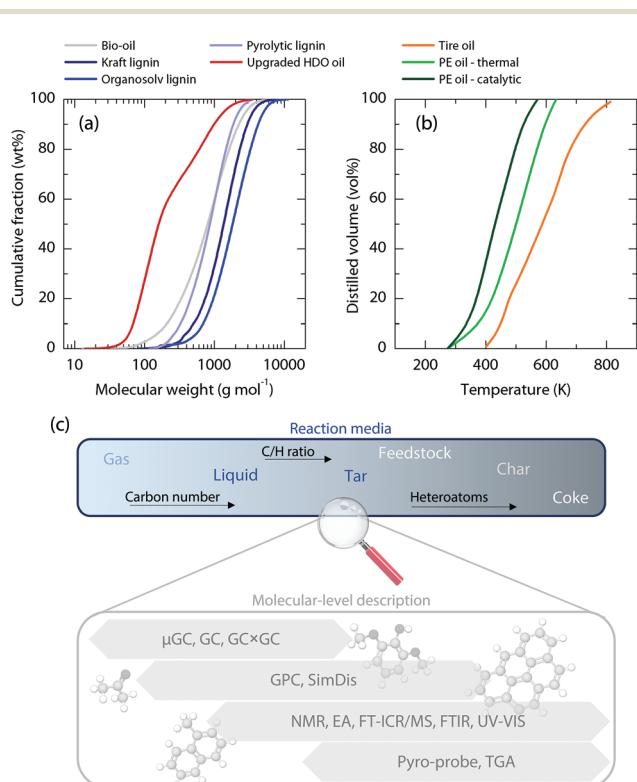 Bio-oil
Pyrolytic lignin
Tire oil
Kraft lignin
Upgraded HDO oil
PE oil - thermal
Organosolv lignin
PE oil - catalytic
(a)
100
80
60
40
20
0
Cumulative fraction (wt%)
10
100
1000
10000
Molecular weight (g mol⁻¹)
(b)
100
80
60
40
20
0
Distilled volume (vol%)
200
400
600
800
Temperature (K)
(c)
Reaction media
Gas
C/H ratio
Feedstock
Liquid
Tar
Char
Carbon number
Heteroatoms
Coke
Molecular-level description
µGC, GC, GC×GC
GPC, SimDis
NMR, EA, FT-ICR/MS, FTIR, UV-VIS
Pyro-probe, TGA